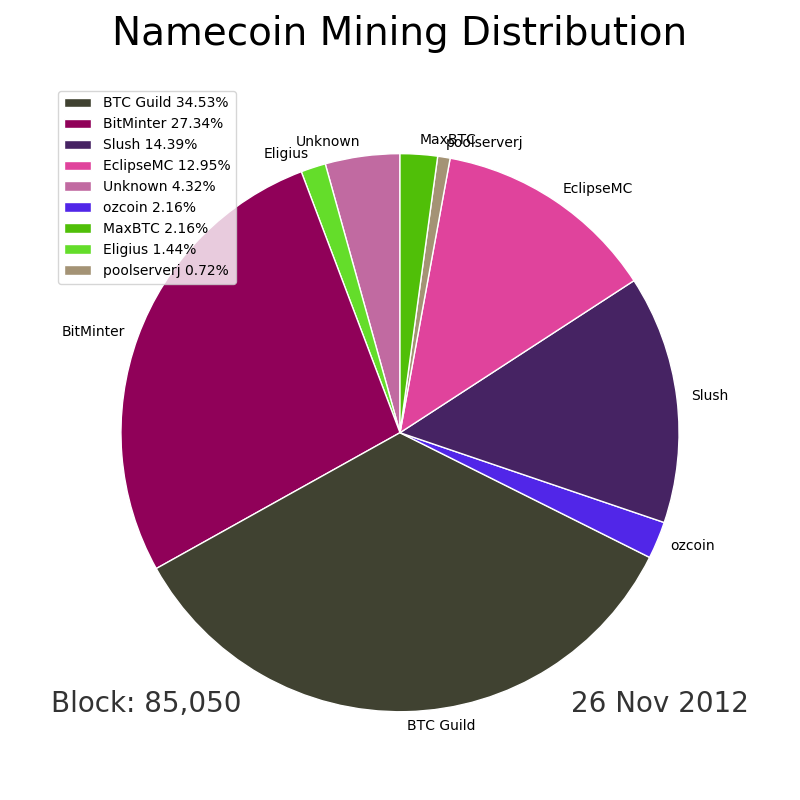 Namecoin Mining Distribution
BTC Guild 34.53%
BitMinter 27.34%
Slush 14.39%
EclipseMC 12.95%
Unknown 4.32%
ozcoin 2.16%
MaxBTC 2.16%
Eligius 1.44%
poolserverj 0.72%
MaxBTC
poolserverj
Unknown
Eligius
EclipseMC
BitMinter
Slush
ozcoin
BTC Guild
Block: 85,050
26 Nov 2012